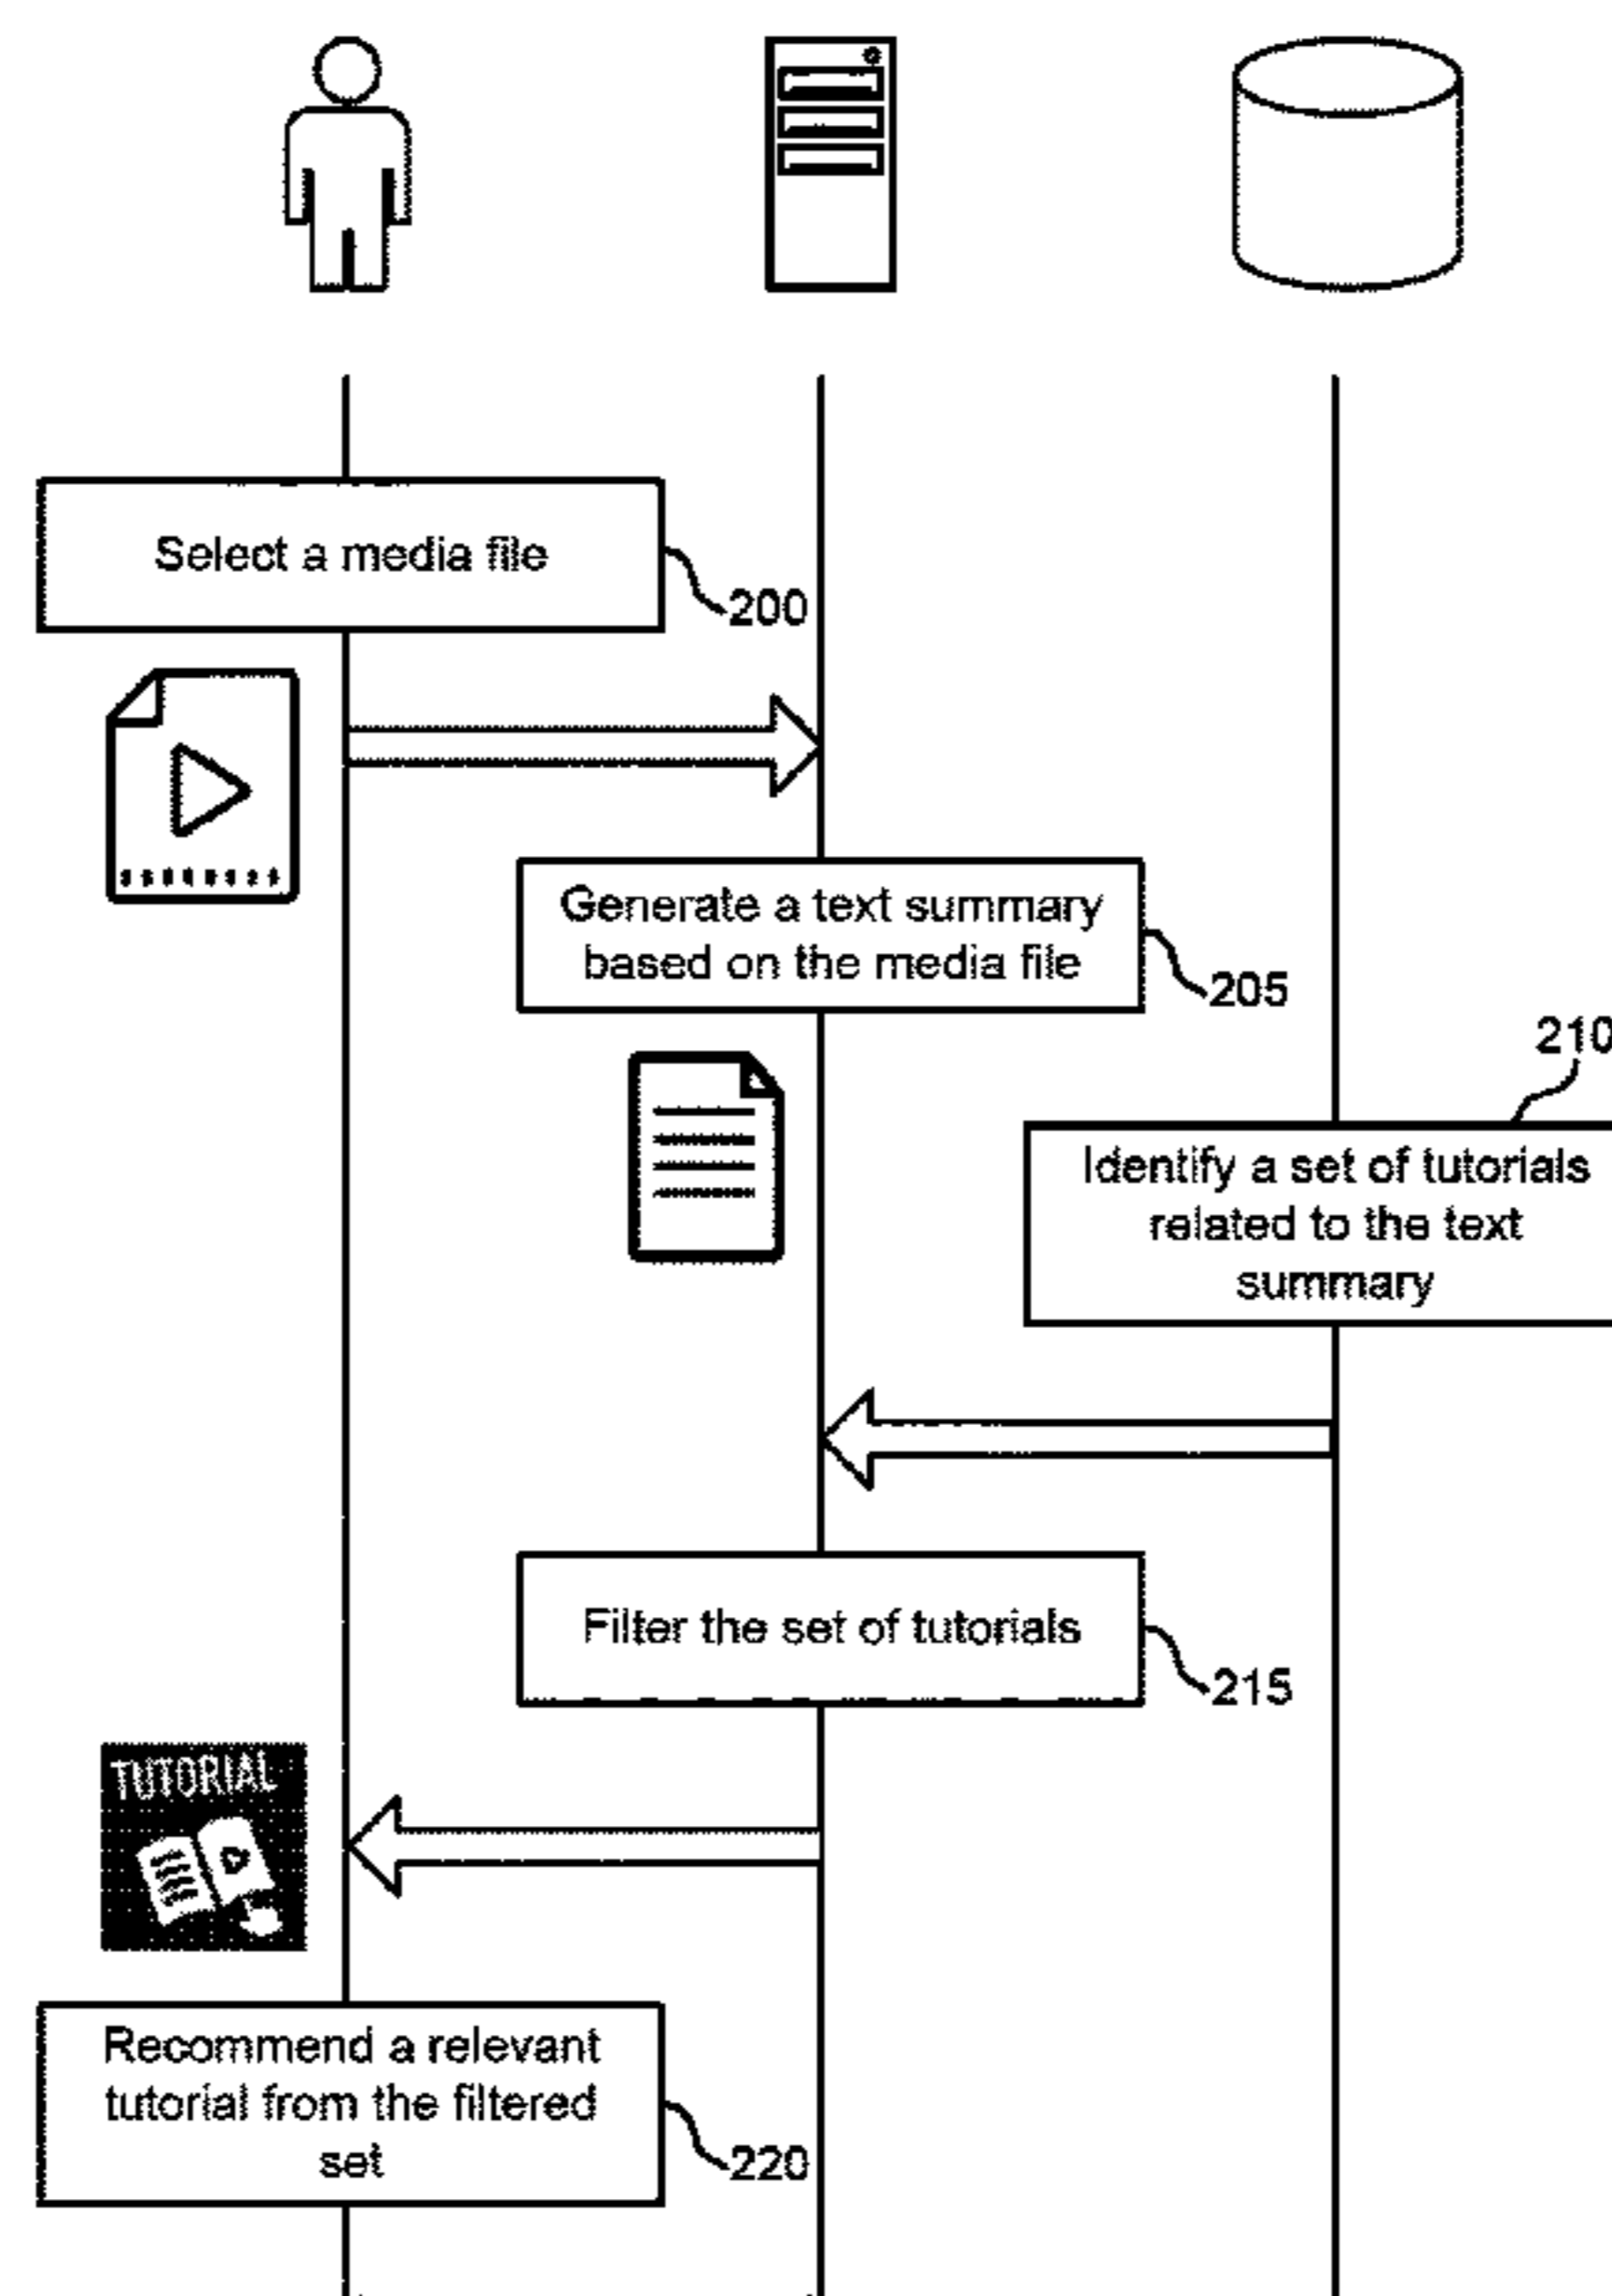 Select a media file
200
Generate a text summary
based on the media file
205
210
Identify a set of tutorials
related to the text
summary
Filter the set of tutorials
215
TUTORIAL
Recommend a relevant
tutorial from the filtered
set
220